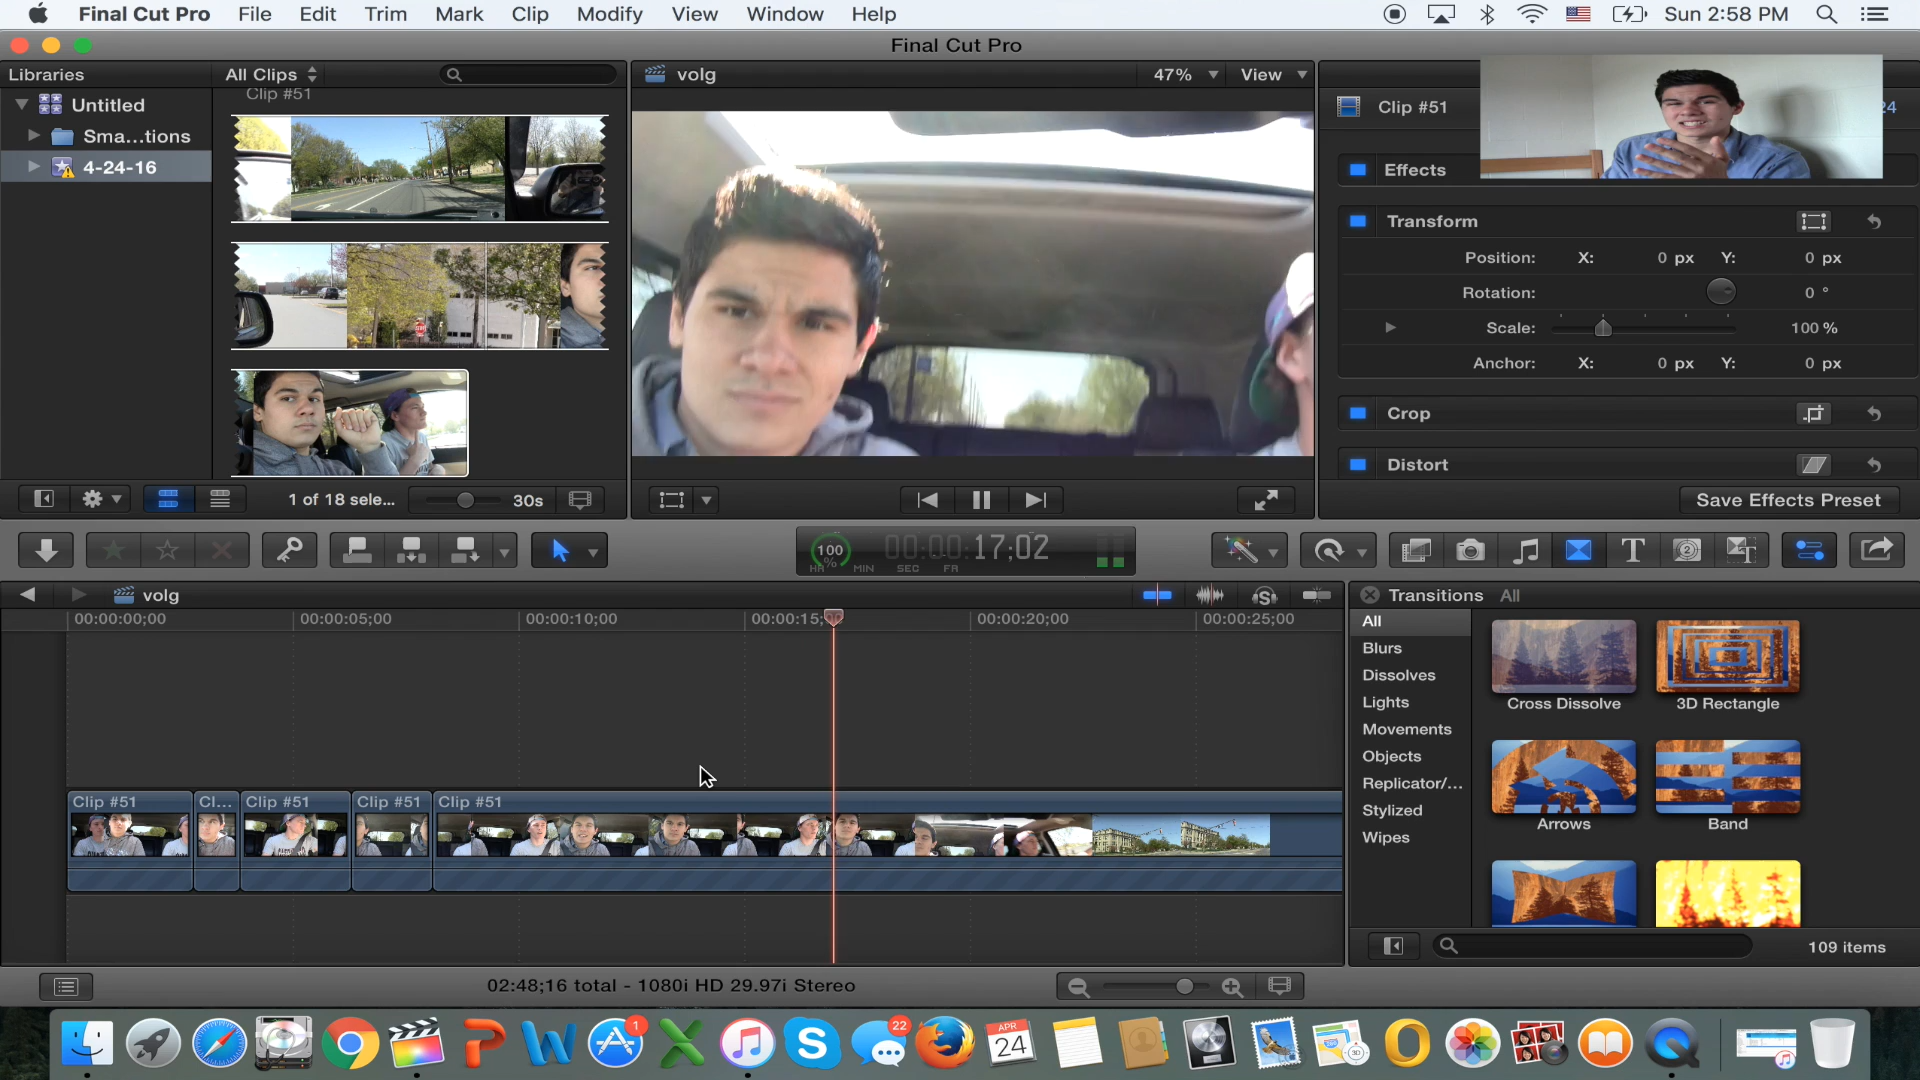 Final Cut Pro File Edit Trim Mark Clip Modify View Window Help Sun 2:58 PM
Final Cut Pro
Libraries All Clips
volg 47% View
Clip #51
Untitled
Sma...tions
4-24-16
Clip #51 24
Effects
Transform
Position: X: 0 px Y: 0 px
Rotation: 0 °
Scale: 100 %
Anchor: X: 0 px Y: 0 px
Crop
Distort
1 of 18 sele... 30s
Save Effects Preset
100 % 00:00:17;02
HR MIN SEC FR
volg
00:00:00;00 00:00:05;00 00:00:10;00 00:00:15;00 00:00:20;00 00:00:25;00
Clip #51 Cl... Clip #51 Clip #51 Clip #51
02:48;16 total - 1080i HD 29.97i Stereo
Transitions All
All
Blurs
Dissolves
Lights
Movements
Objects
Replicator/...
Stylized
Wipes
Cross Dissolve 3D Rectangle
Arrows Band
109 items
1 22 APR 24